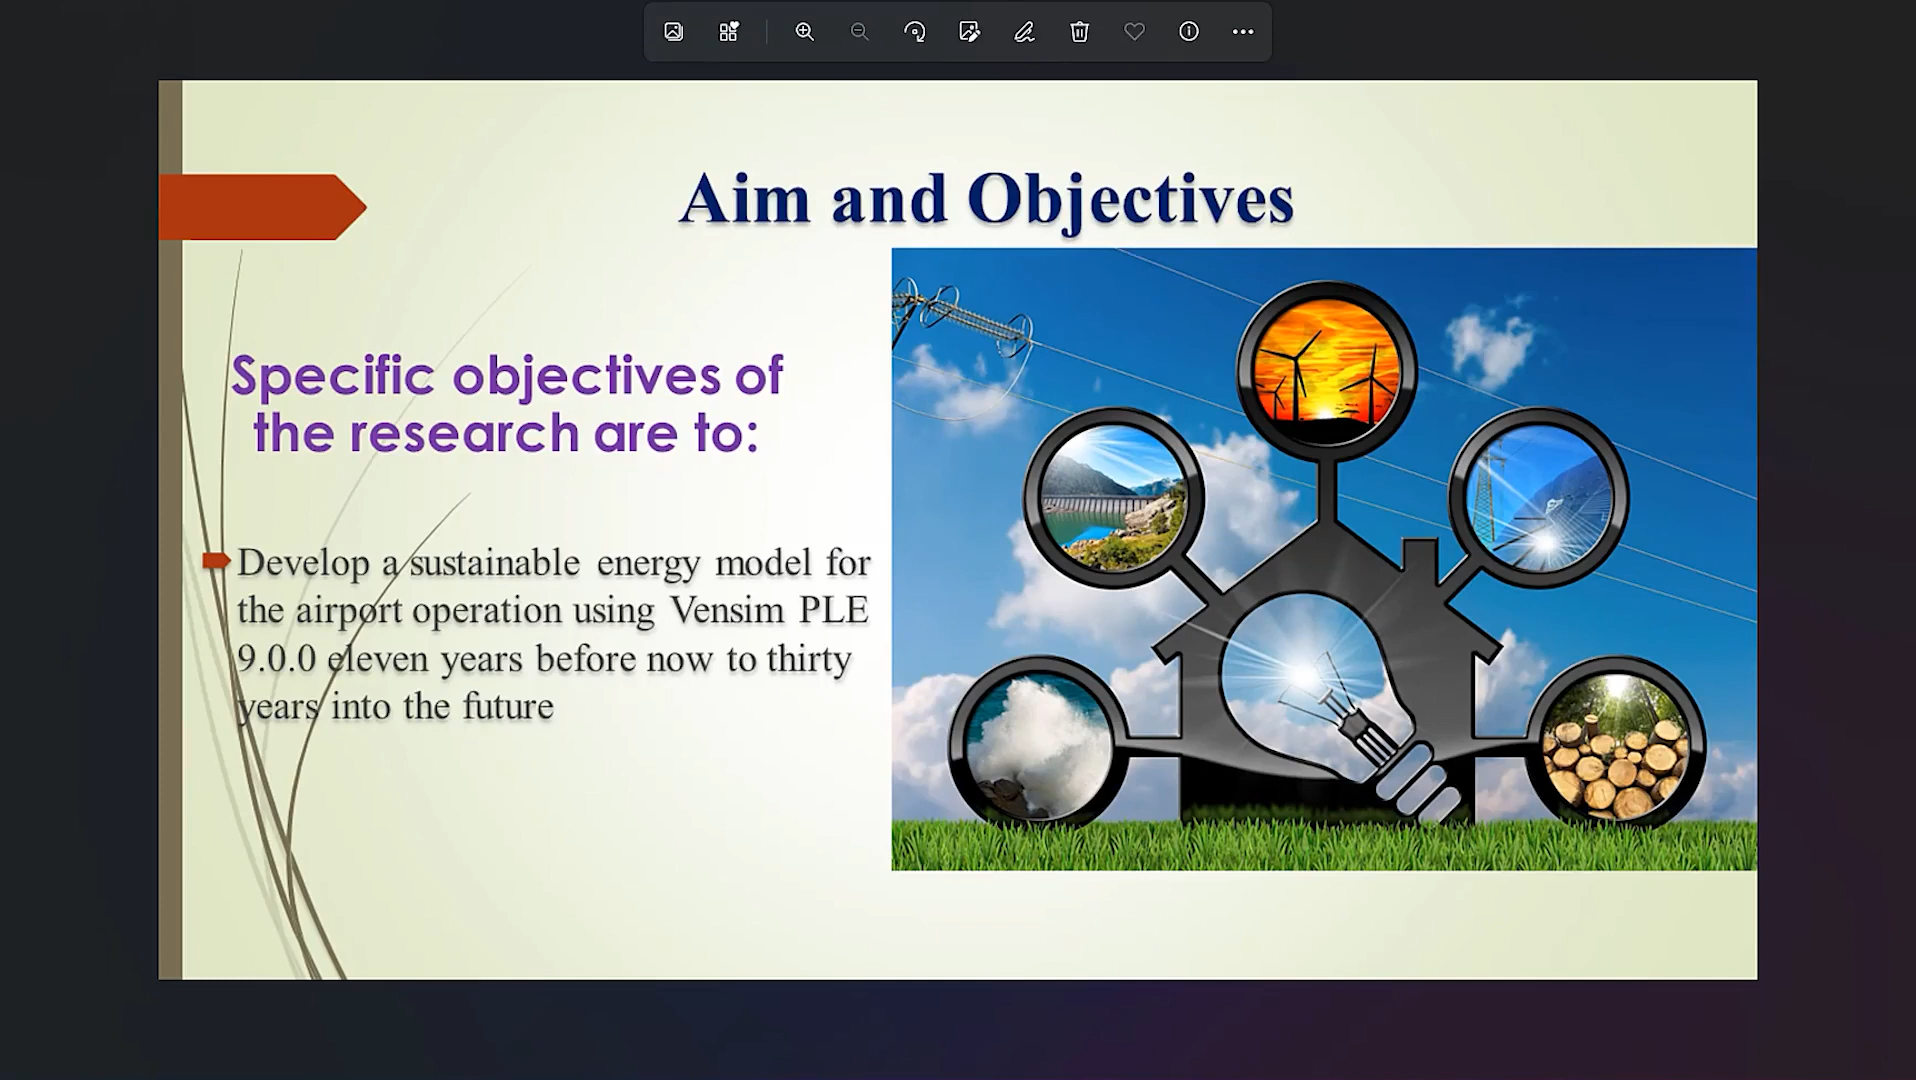 Aim and Objectives
Specific objectives of
the research are to:
Develop a sustainable energy model for
the airport operation using Vensim PLE
9.0.0 eleven years before now to thirty
years into the future